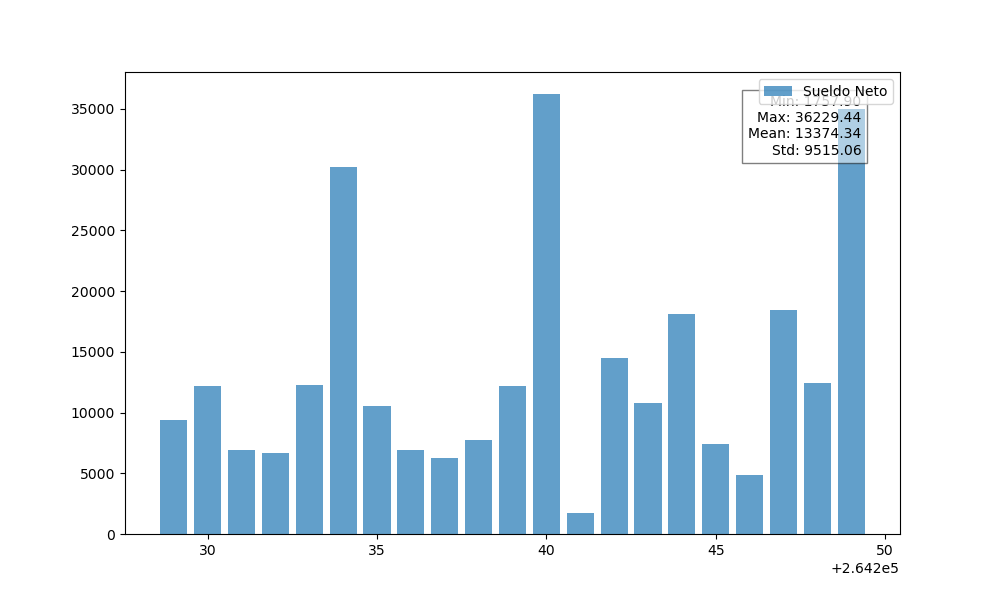 35000
30000
25000
20000
15000
10000
5000
0
Sueldo Neto
Min: 1757.90
Max: 36229.44
Mean: 13374.34
Std: 9515.06
30 35 40 45 50
+2.642e5